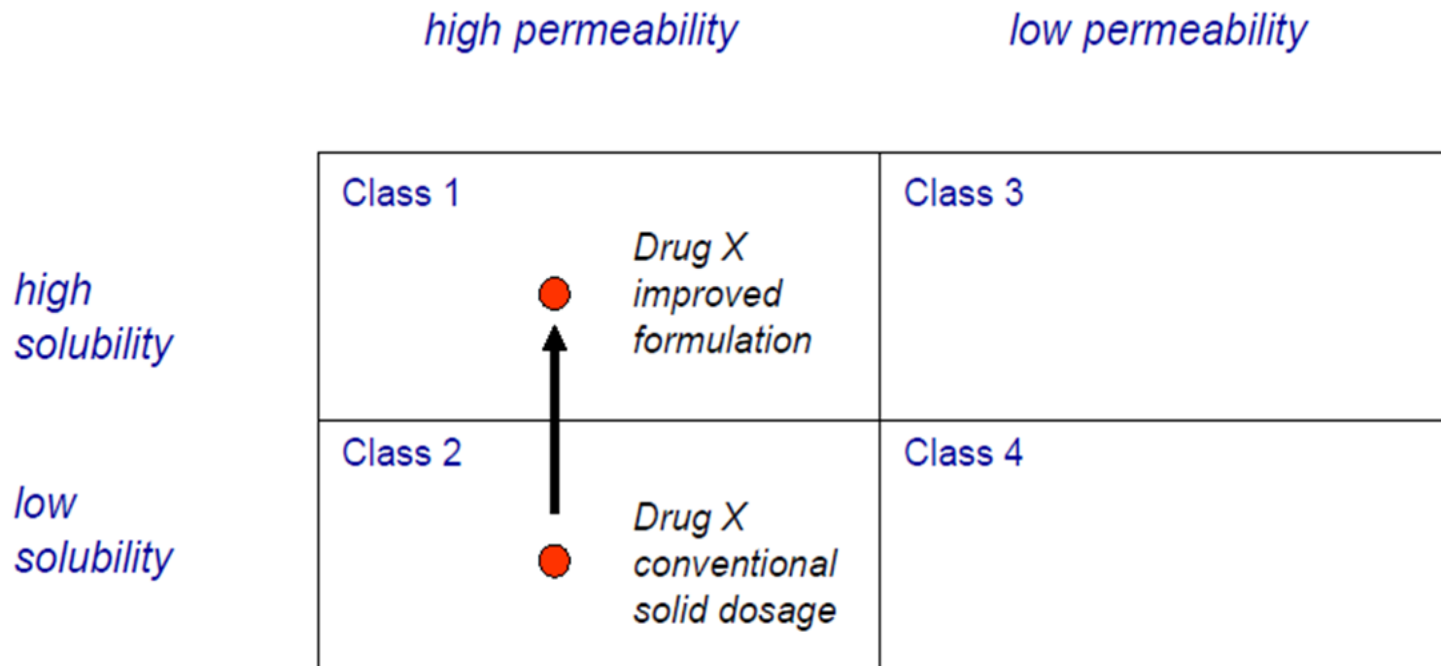 high permeability
low permeability
Class 1
Class 3
high
solubility
Drug X
improved
formulation
Class 2
Class 4
low
solubility
Drug X
conventional
solid dosage